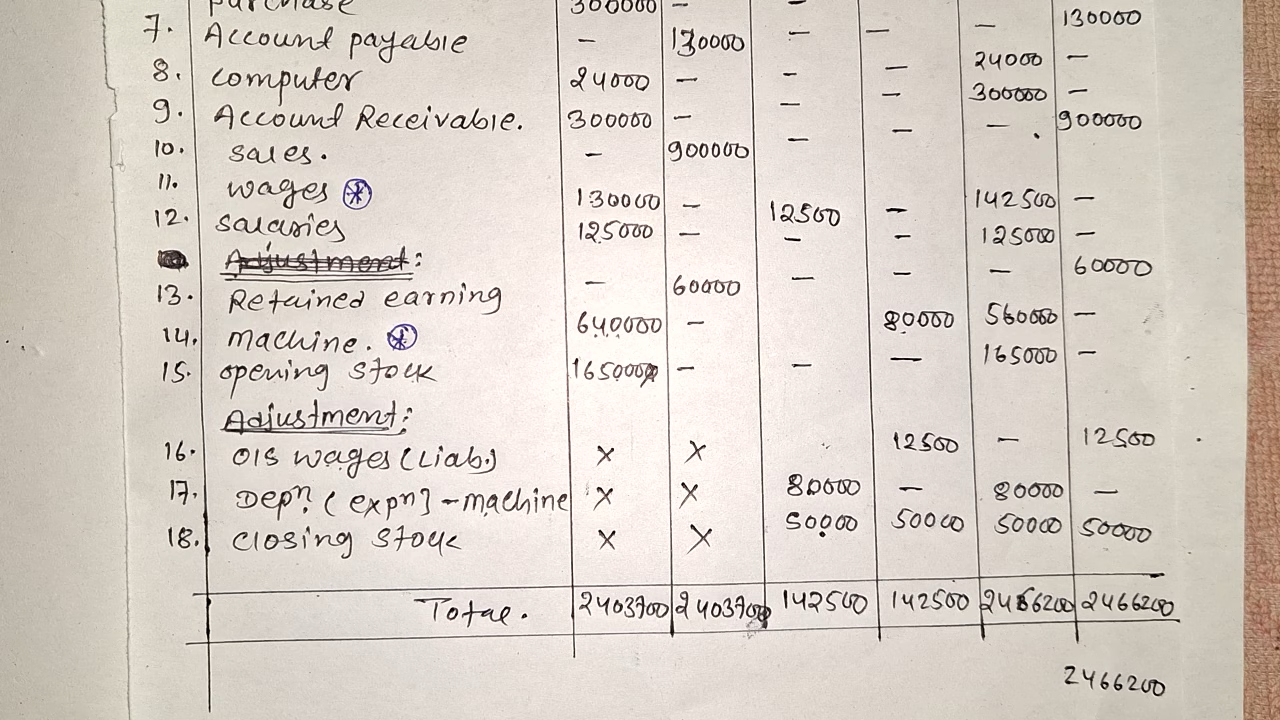 purchase 300000 — —
7. Account payable — 130000 — — — 130000
8. computer 24000 — - — 24000 —
9. Account Receivable. 300000 — — - 300000 —
10. sales. — 900000 — — — 900000
11. wages * 130000 — 12500 — 142500 —
12. salaries 125000 — — — 125000 —
Adjustment:
13. Retained earning — 60000 — — — 60000
14. machine. * 640000 - 80000 560000 —
15. opening stock 165000 — — — 165000 —
Adjustment:
16. O/S wages (Liab.) × × 12500 — 12500
17. Depn. (expn] - machine × × 80000 — 80000 —
18. closing stock × × 50000 50000 50000 50000
Total. 2403700 2403700 142500 142500 2466200 2466200
2466200